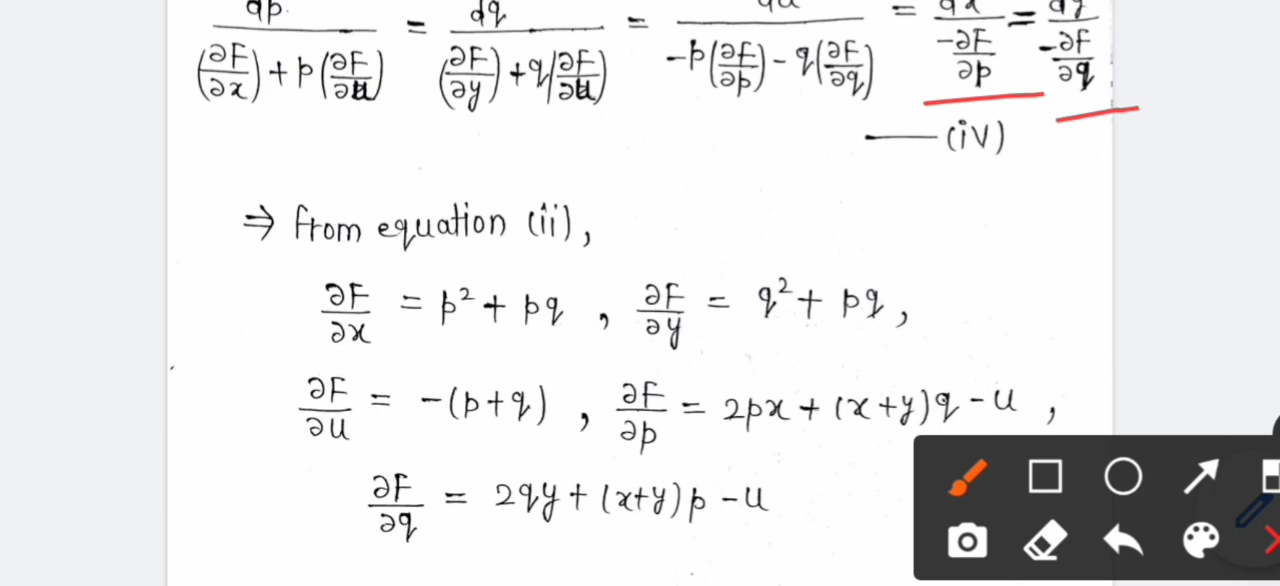 dp/((∂F/∂x) + p(∂F/∂u)) = dq/((∂F/∂y) + q(∂F/∂u)) = du/(-p(∂F/∂p) - q(∂F/∂q)) = dx/(-∂F/∂p) = dy/(-∂F/∂q)
—— (iv)
⇒ from equation (ii),
∂F/∂x = p² + pq , ∂F/∂y = q² + pq ,
∂F/∂u = -(p+q) , ∂F/∂p = 2px + (x+y)q - u ,
∂F/∂q = 2qy + (x+y)p - u